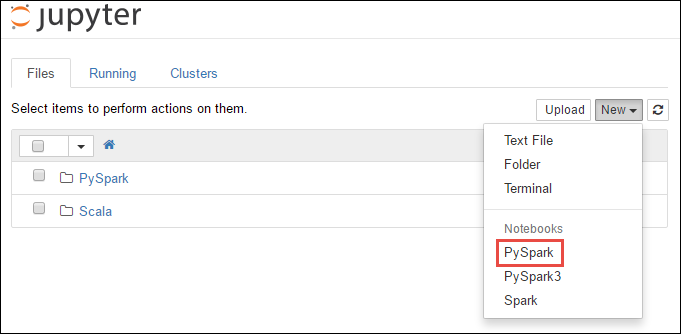 jupyter
Files Running Clusters
Select items to perform actions on them.
Upload New
Text File
Folder
Terminal
Notebooks
PySpark
PySpark3
Spark
PySpark
Scala